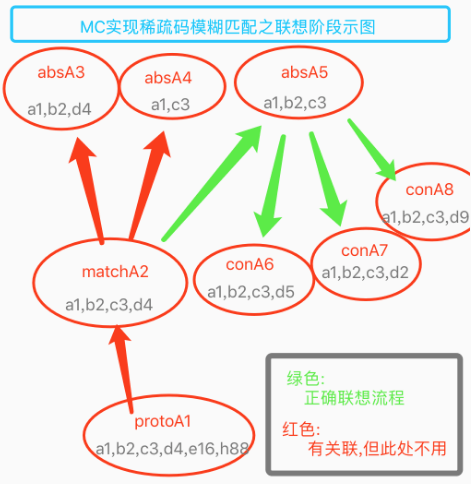 MC实现稀疏码模糊匹配之联想阶段示图
absA3
a1,b2,d4
absA4
a1,c3
absA5
a1,b2,c3
conA8
a1,b2,c3,d9
conA7
a1,b2,c3,d2
conA6
a1,b2,c3,d5
matchA2
a1,b2,c3,d4
protoA1
a1,b2,c3,d4,e16,h88
绿色:
正确联想流程
红色:
有关联,但此处不用